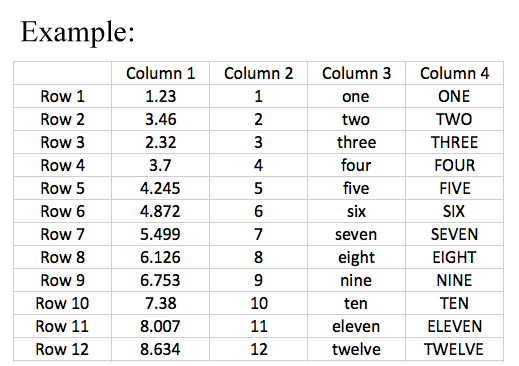 Example:
Column 1 Column 2 Column 3 Column 4
Row 1 1.23 1 one ONE
Row 2 3.46 2 two TWO
Row 3 2.32 3 three THREE
Row 4 3.7 4 four FOUR
Row 5 4.245 5 five FIVE
Row 6 4.872 6 six SIX
Row 7 5.499 7 seven SEVEN
Row 8 6.126 8 eight EIGHT
Row 9 6.753 9 nine NINE
Row 10 7.38 10 ten TEN
Row 11 8.007 11 eleven ELEVEN
Row 12 8.634 12 twelve TWELVE